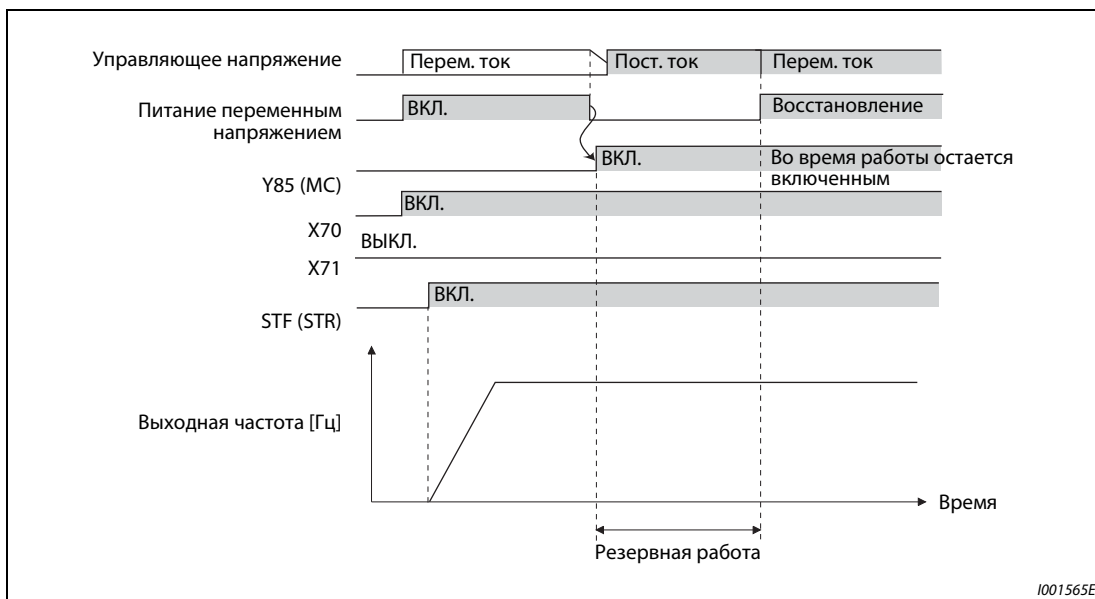 Управляющее напряжение
Перем. ток
Пост. ток
Перем. ток
Питание переменным
напряжением
ВКЛ.
Восстановление
Y85 (MC)
ВКЛ.
Во время работы остается
включенным
X70
ВКЛ.
X71
ВЫКЛ.
STF (STR)
ВКЛ.
Выходная частота [Гц]
Время
Резервная работа
I001565E